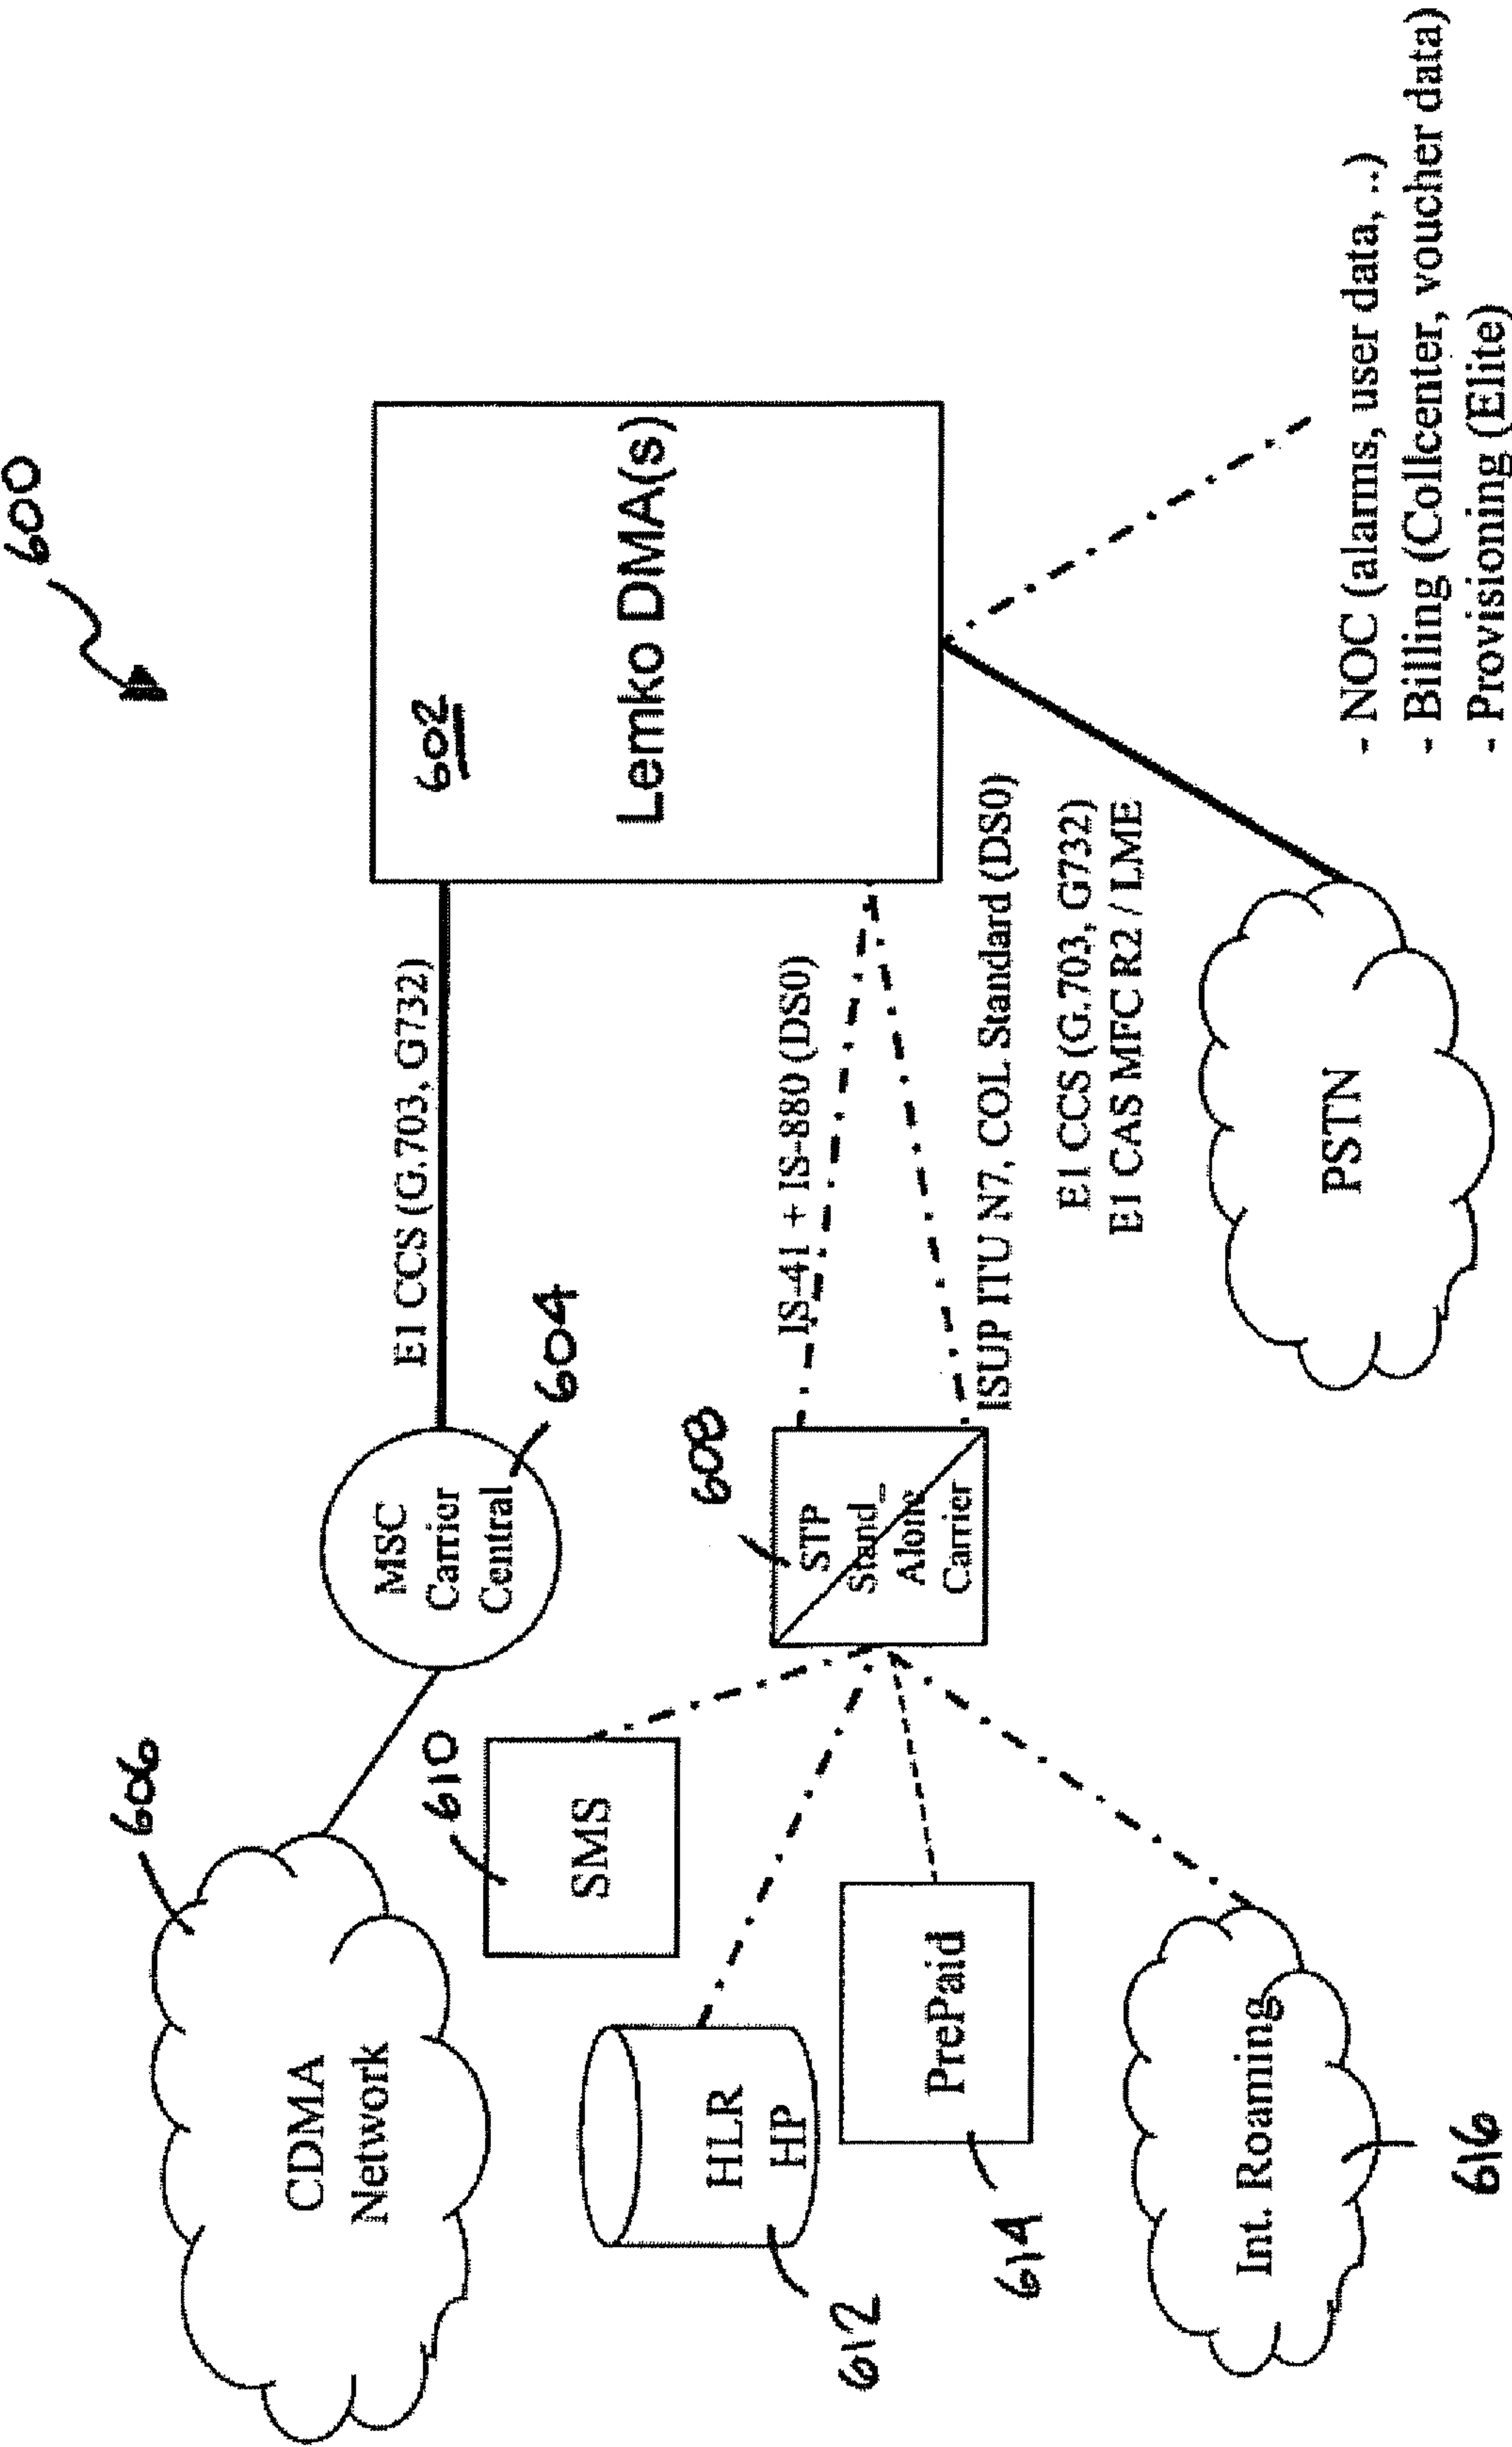 600
606
CDMA
Network
MSC
Carrier
Central
604
E1 CCS (G.703, G732)
602
Lemko DMA(s)
610
SMS
612
HLR
HP
614
PrePaid
616
Int. Roaming
608
STP
Stand_
Alone_
Carrier
IS-41 + IS-880 (DS0)
ISUP ITU N7, COL Standard (DS0)
E1 CCS (G.703, G732)
E1 CAS MFC R2 / LME
PSTN
- NOC (alarms, user data, ..)
- Billing (Collcenter, voucher data)
- Provisioning (Elite)